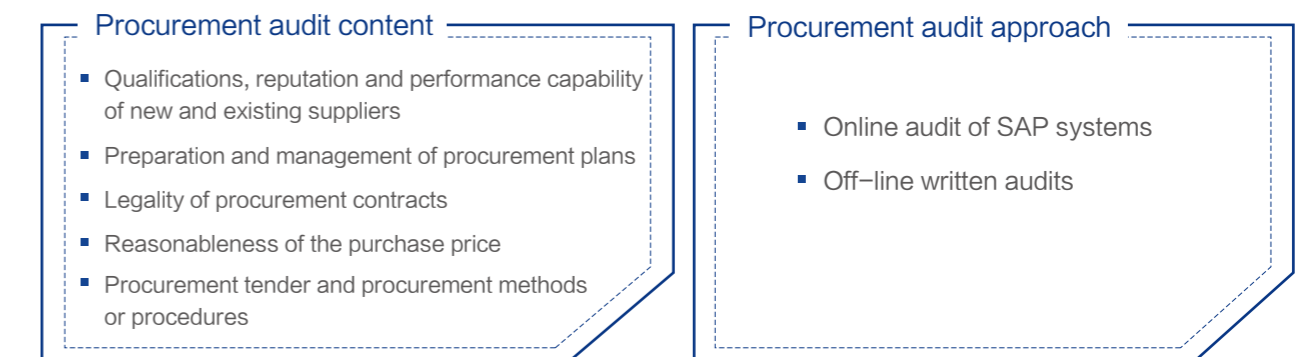 Procurement audit content
▪ Qualifications, reputation and performance capability
of new and existing suppliers
▪ Preparation and management of procurement plans
▪ Legality of procurement contracts
▪ Reasonableness of the purchase price
▪ Procurement tender and procurement methods
or procedures
Procurement audit approach
▪ Online audit of SAP systems
▪ Off−line written audits